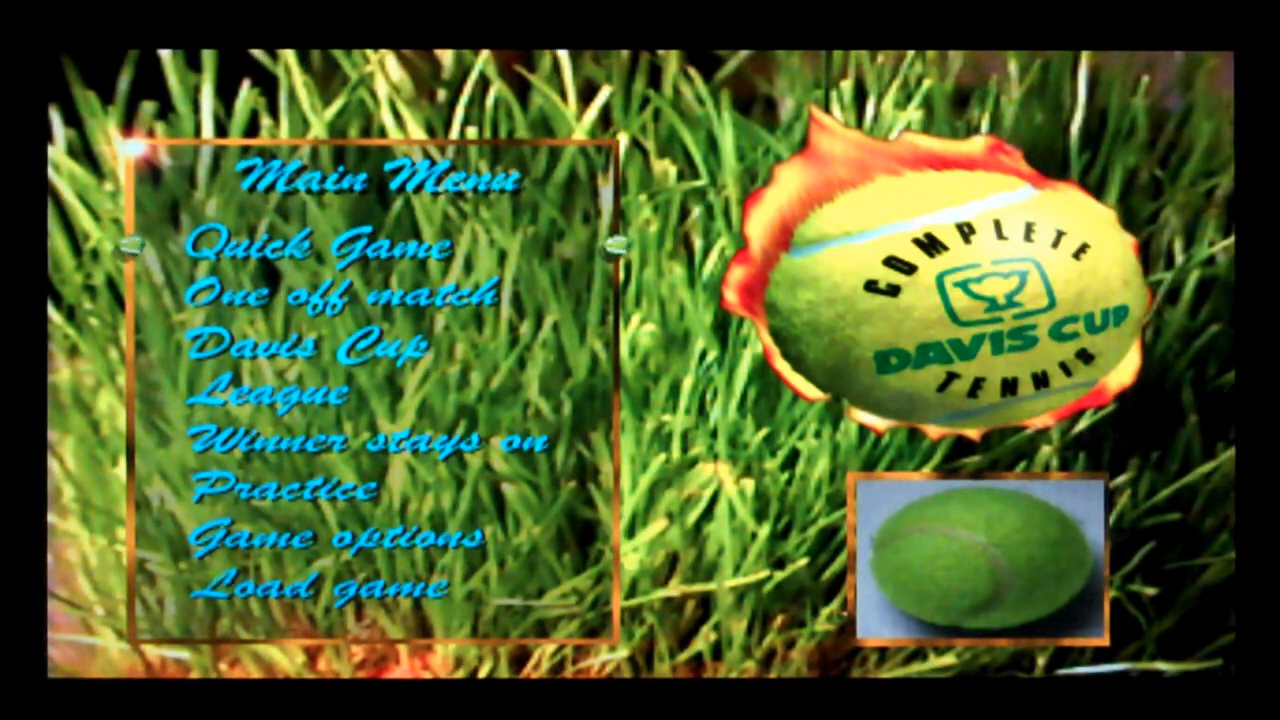 Main Menu
Quick Game
One off match
Davis Cup
League
Winner stays on
Practice
Game options
Load game
COMPLETE
DAVIS CUP
TENNIS